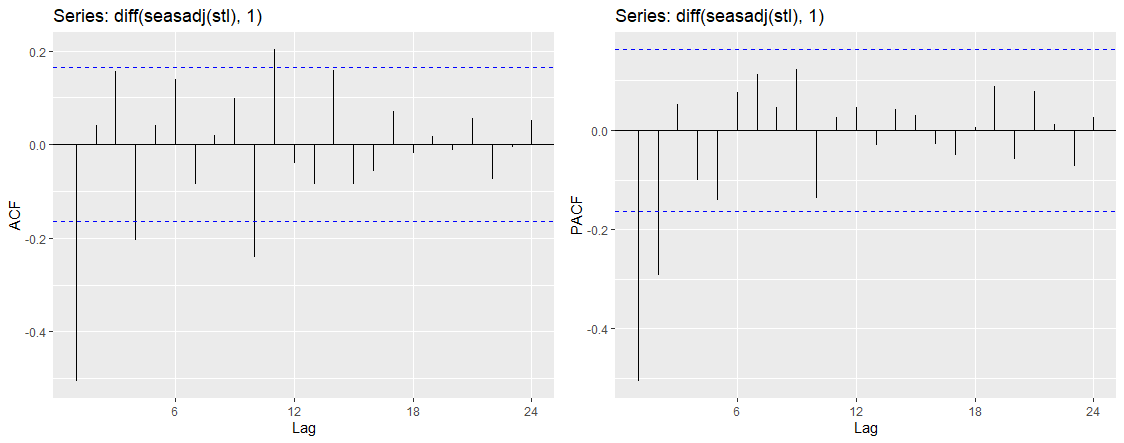 Series: diff(seasadj(stl), 1)
0.2
0.0
-0.2
-0.4
ACF
6
12
18
24
Lag
Series: diff(seasadj(stl), 1)
0.0
-0.2
-0.4
PACF
6
12
18
24
Lag